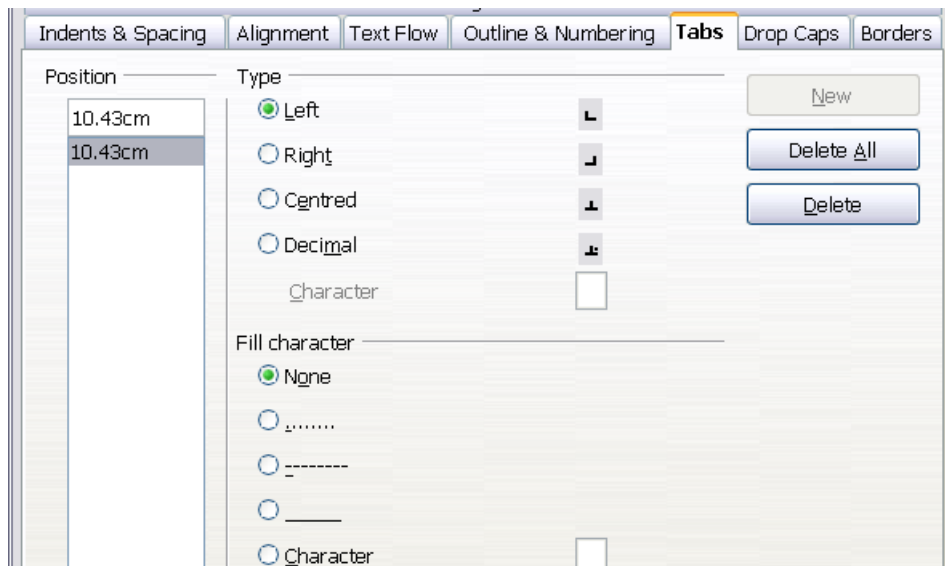 Indents & Spacing Alignment Text Flow Outline & Numbering Tabs Drop Caps Borders
Position
10.43cm
10.43cm
Type
Left
Right
Centred
Decimal
Character
Fill character
None
........
--------
_____
Character
New
Delete All
Delete